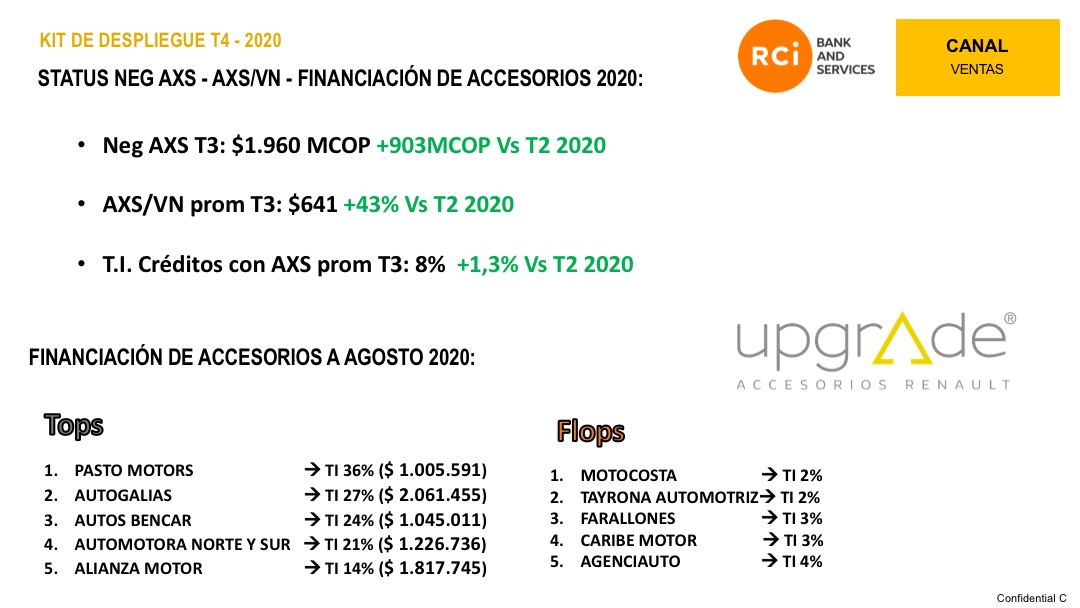 KIT DE DESPLIEGUE T4 - 2020
STATUS NEG AXS - AXS/VN - FINANCIACIÓN DE ACCESORIOS 2020:
RCi
BANK
AND
SERVICES
CANAL
VENTAS
• Neg AXS T3: $1.960 MCOP +903MCOP Vs T2 2020
• AXS/VN prom T3: $641 +43% Vs T2 2020
• T.I. Créditos con AXS prom T3: 8% +1,3% Vs T2 2020
upgrade®
ACCESORIOS RENAULT
FINANCIACIÓN DE ACCESORIOS A AGOSTO 2020:
Tops
1. PASTO MOTORS → TI 36% ($ 1.005.591)
2. AUTOGALIAS → TI 27% ($ 2.061.455)
3. AUTOS BENCAR → TI 24% ($ 1.045.011)
4. AUTOMOTORA NORTE Y SUR → TI 21% ($ 1.226.736)
5. ALIANZA MOTOR → TI 14% ($ 1.817.745)
Flops
1. MOTOCOSTA → TI 2%
2. TAYRONA AUTOMOTRIZ→ TI 2%
3. FARALLONES → TI 3%
4. CARIBE MOTOR → TI 3%
5. AGENCIAUTO → TI 4%
Confidential C